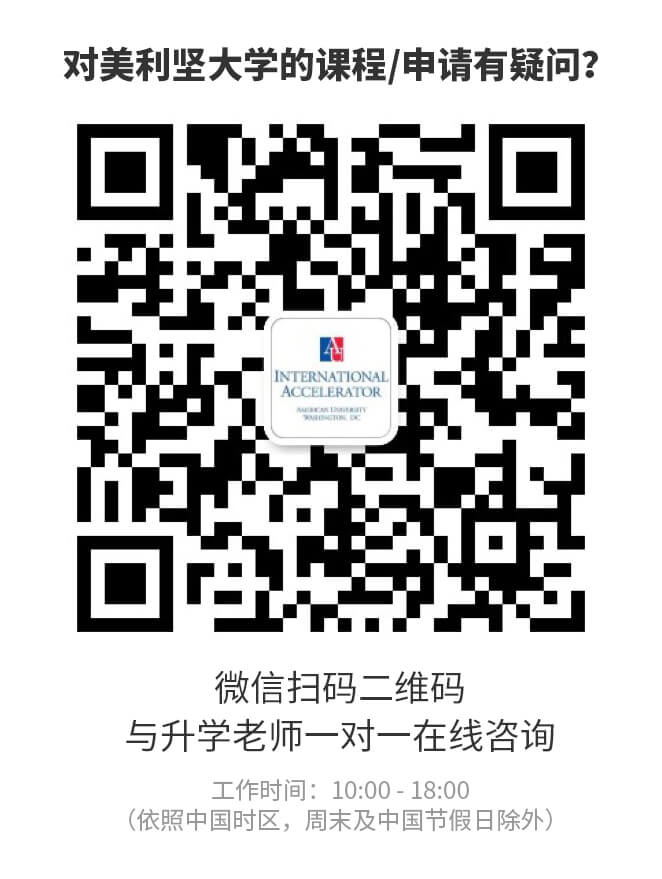 对美利坚大学的课程/申请有疑问？
AU
INTERNATIONAL
ACCELERATOR
AMERICAN UNIVERSITY
WASHINGTON, DC
微信扫码二维码
与升学老师一对一在线咨询
工作时间：10:00 - 18:00
（依照中国时区，周末及中国节假日除外）